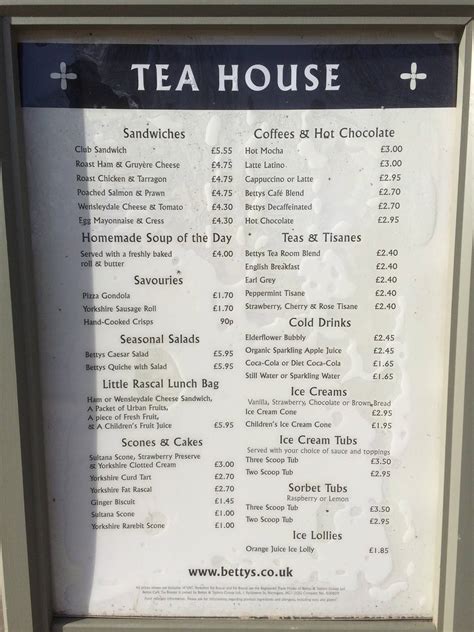 TEA HOUSE
Sandwiches
Club Sandwich £5.55
Roast Ham & Gruyère Cheese £4.75
Roast Chicken & Tarragon £4.75
Poached Salmon & Prawn £4.75
Wensleydale Cheese & Tomato £4.30
Egg Mayonnaise & Cress £4.30
Homemade Soup of the Day
Served with a freshly baked £4.00
roll & butter
Savouries
Pizza Gondola £1.70
Yorkshire Sausage Roll £1.70
Hand-Cooked Crisps 90p
Seasonal Salads
Bettys Caesar Salad £5.95
Bettys Quiche with Salad £5.95
Little Rascal Lunch Bag
Ham or Wensleydale Cheese Sandwich,
A Packet of Urban Fruits,
A piece of Fresh Fruit,
& A Children's Fruit Juice £5.95
Scones & Cakes
Sultana Scone, Strawberry Preserve
& Yorkshire Clotted Cream £3.00
Yorkshire Curd Tart £2.70
Yorkshire Fat Rascal £2.70
Ginger Biscuit £1.45
Sultana Scone £1.00
Yorkshire Rarebit Scone £1.00
Coffees & Hot Chocolate
Hot Mocha £3.00
Latte Latino £3.00
Cappuccino or Latte £2.95
Bettys Café Blend £2.70
Bettys Decaffeinated £2.70
Hot Chocolate £2.95
Teas & Tisanes
Bettys Tea Room Blend £2.40
English Breakfast £2.40
Earl Grey £2.40
Peppermint Tisane £2.40
Strawberry, Cherry & Rose Tisane £2.40
Cold Drinks
Elderflower Bubbly £2.45
Organic Sparkling Apple Juice £2.45
Coca-Cola or Diet Coca-Cola £1.65
Still Water or Sparkling Water £1.65
Ice Creams
Vanilla, Strawberry, Chocolate or Brown Bread
Ice Cream Cone £2.95
Children's Ice Cream Cone £1.95
Ice Cream Tubs
Served with your choice of sauce and toppings
Three Scoop Tub £3.50
Two Scoop Tub £2.95
Sorbet Tubs
Raspberry or Lemon
Three Scoop Tub £3.50
Two Scoop Tub £2.95
Ice Lollies
Orange Juice Ice Lolly £1.85
www.bettys.co.uk